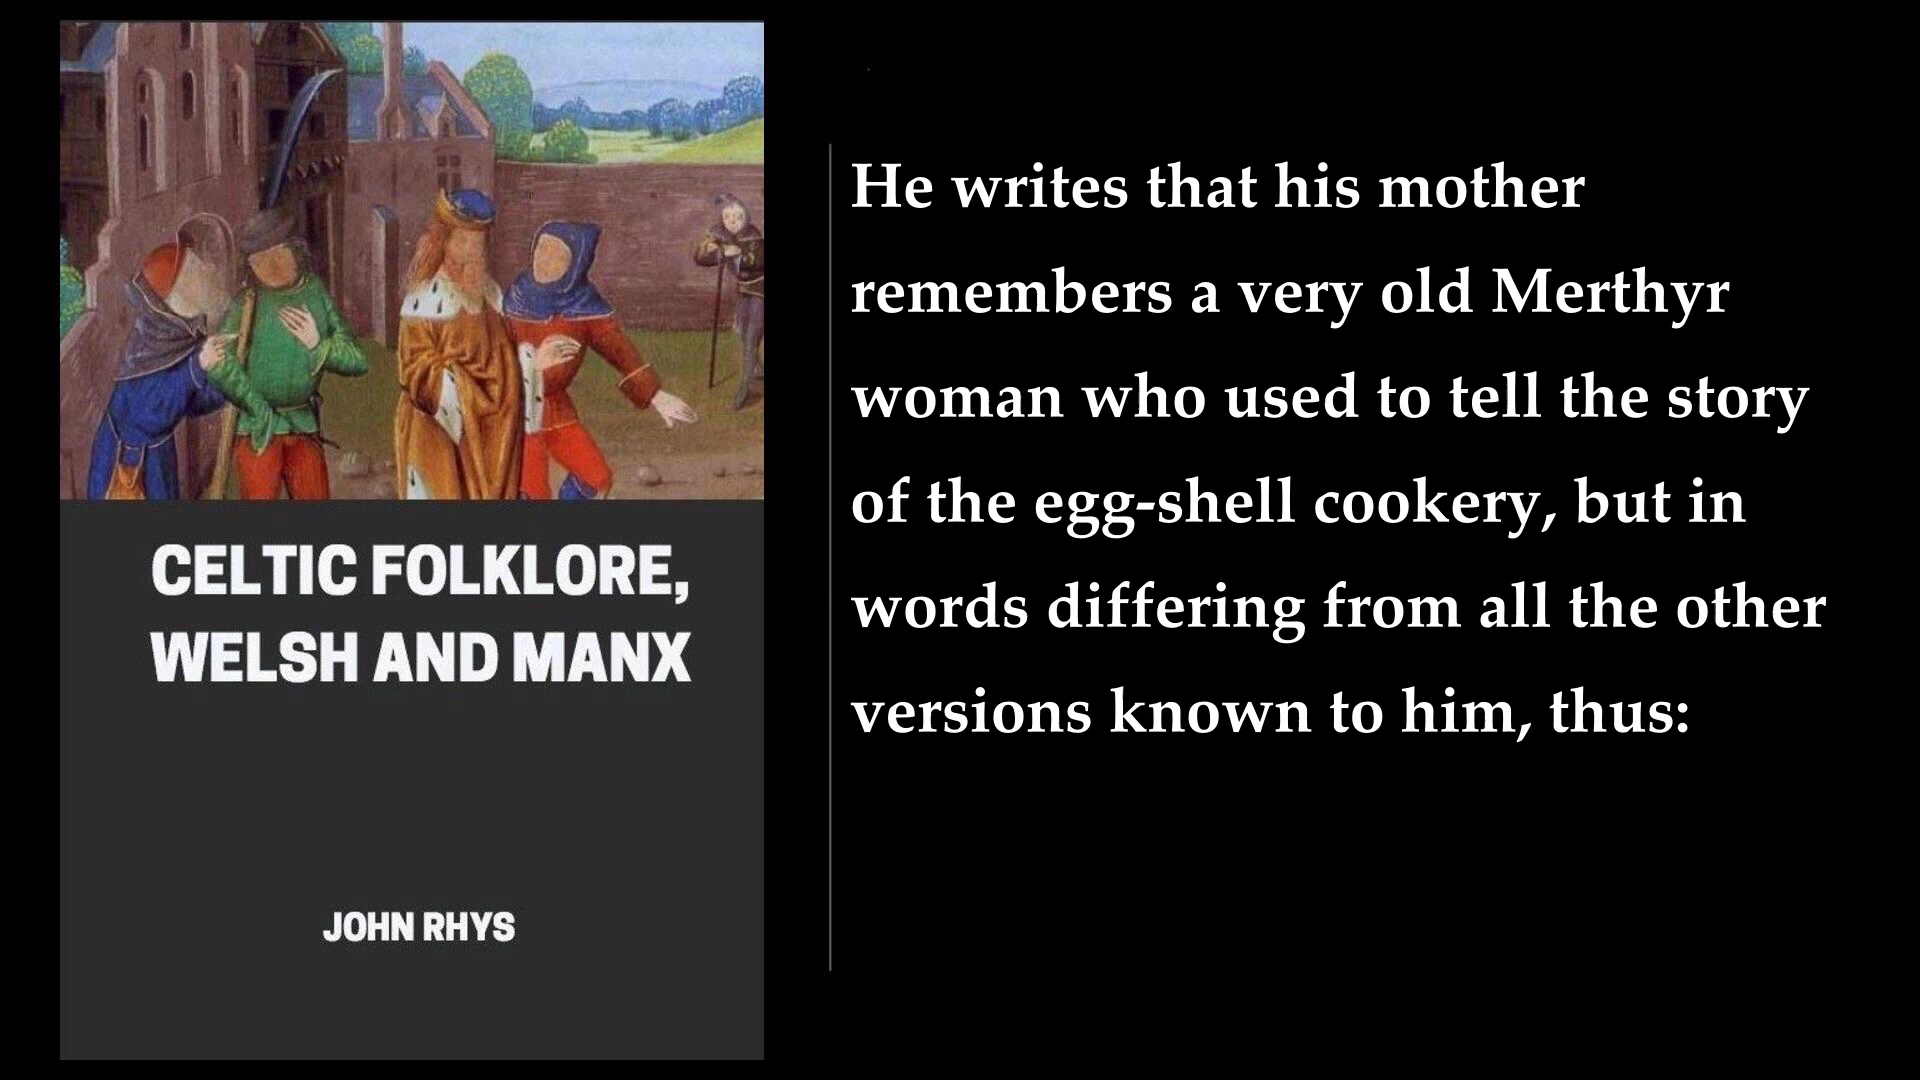 CELTIC FOLKLORE,
WELSH AND MANX
JOHN RHYS
He writes that his mother
remembers a very old Merthyr
woman who used to tell the story
of the egg-shell cookery, but in
words differing from all the other
versions known to him, thus: